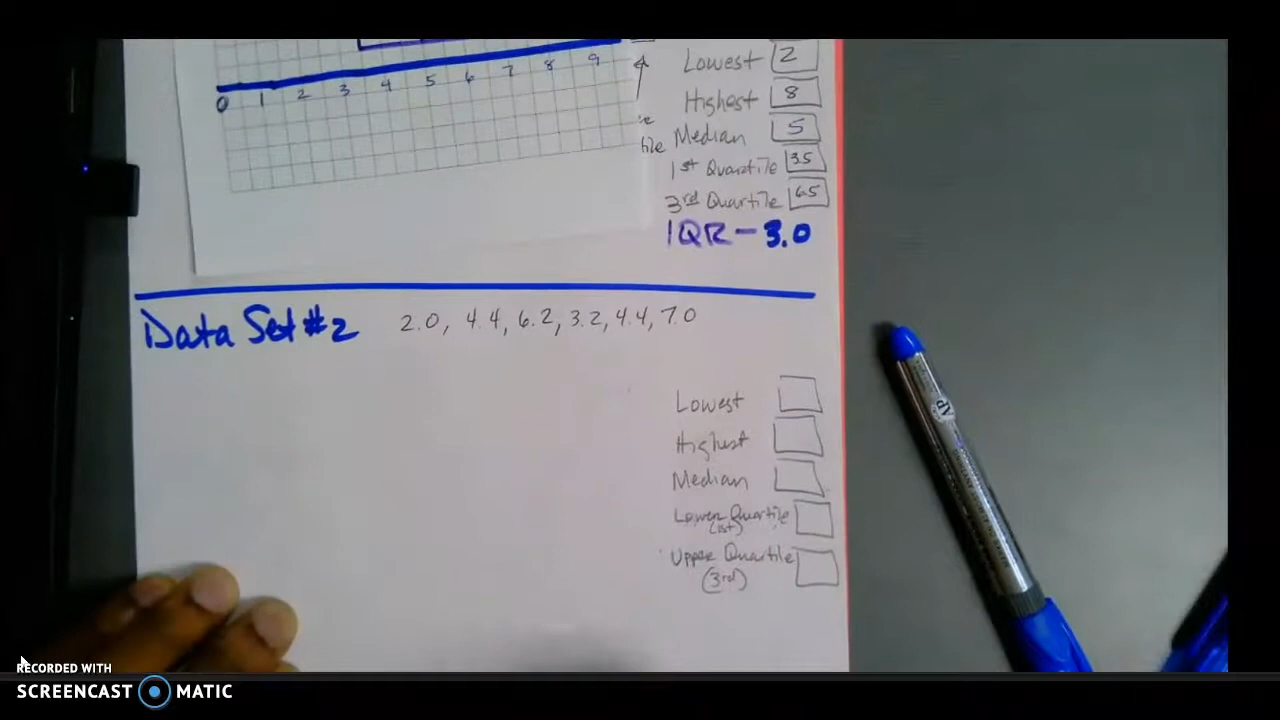 0 1 2 3 4 5 6 7 8 9
Lowest 2
Highest 8
Median 5
1st Quartile 3.5
3rd Quartile 6.5
IQR - 3.0
Data Set #2 2.0, 4.4, 6.2, 3.2, 4.4, 7.0
Lowest
Highest
Median
Lower Quartile
(1st)
Upper Quartile
(3rd)
RECORDED WITH
SCREENCAST MATIC